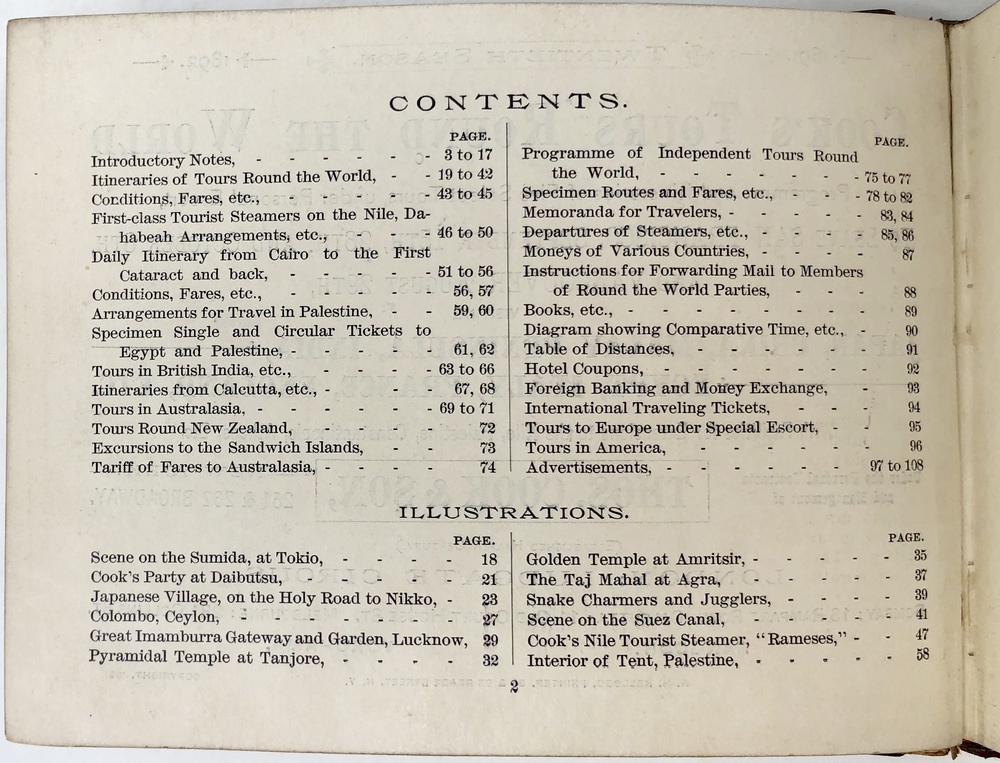 CONTENTS.
PAGE.
Introductory Notes, - - - - - - - 3 to 17
Itineraries of Tours Round the World, - - 19 to 42
Conditions, Fares, etc., - - - - - - 43 to 45
First-class Tourist Steamers on the Nile, Da-
habeah Arrangements, etc., - - - - 46 to 50
Daily Itinerary from Cairo to the First
Cataract and back, - - - - - 51 to 56
Conditions, Fares, etc., - - - - - 56, 57
Arrangements for Travel in Palestine, - - 59, 60
Specimen Single and Circular Tickets to
Egypt and Palestine, - - - - - 61, 62
Tours in British India, etc., - - - - 63 to 66
Itineraries from Calcutta, etc., - - - - 67, 68
Tours in Australasia, - - - - - - - 69 to 71
Tours Round New Zealand, - - - - 72
Excursions to the Sandwich Islands, - - 73
Tariff of Fares to Australasia, - - - - 74
PAGE.
Programme of Independent Tours Round
the World, - - - - - - - 75 to 77
Specimen Routes and Fares, etc., - - - 78 to 82
Memoranda for Travelers, - - - - - 83, 84
Departures of Steamers, etc., - - - - 85, 86
Moneys of Various Countries, - - - - 87
Instructions for Forwarding Mail to Members
of Round the World Parties, - - - 88
Books, etc., - - - - - - - 89
Diagram showing Comparative Time, etc., - 90
Table of Distances, - - - - - - 91
Hotel Coupons, - - - - - - - 92
Foreign Banking and Money Exchange, - 93
International Traveling Tickets, - - - 94
Tours to Europe under Special Escort, - - 95
Tours in America, - - - - - - 96
Advertisements, - - - - - - 97 to 108
ILLUSTRATIONS.
PAGE.
Scene on the Sumida, at Tokio, - - - - 18
Cook's Party at Daibutsu, - - - - - 21
Japanese Village, on the Holy Road to Nikko, - 23
Colombo, Ceylon, - - - - - - 27
Great Imamburra Gateway and Garden, Lucknow, 29
Pyramidal Temple at Tanjore, - - - - 32
PAGE.
Golden Temple at Amritsir, - - - - - 35
The Taj Mahal at Agra, - - - - - 37
Snake Charmers and Jugglers, - - - - 39
Scene on the Suez Canal, - - - - - 41
Cook's Nile Tourist Steamer, "Rameses," - - 47
Interior of Tent, Palestine, - - - - - 58
2